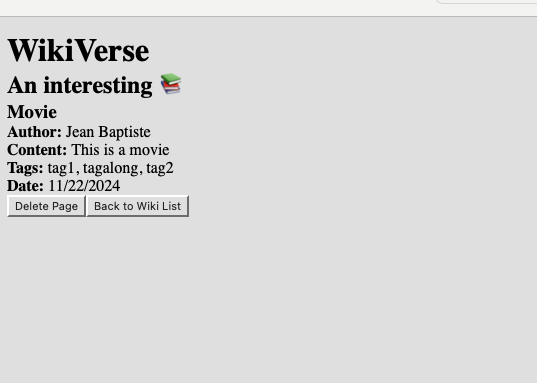 WikiVerse
An interesting 📚
Movie
Author: Jean Baptiste
Content: This is a movie
Tags: tag1, tagalong, tag2
Date: 11/22/2024
Delete Page Back to Wiki List